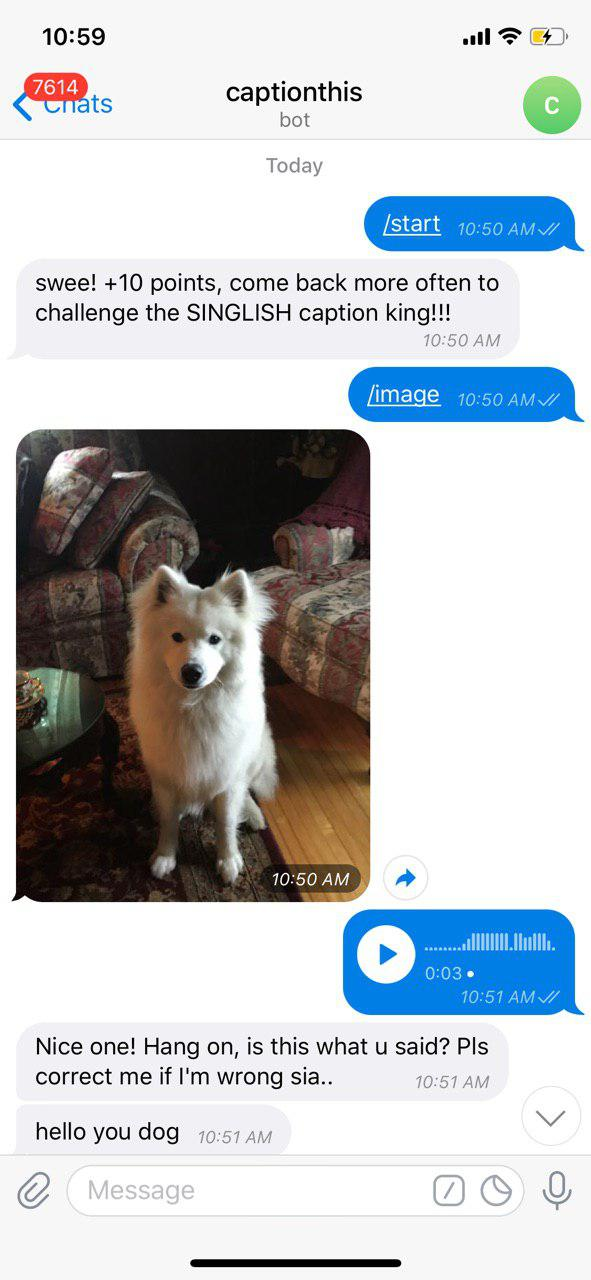 10:59
7614
Chats
captionthis
bot
C
Today
/start 10:50 AM
swee! +10 points, come back more often to
challenge the SINGLISH caption king!!!
10:50 AM
/image 10:50 AM
10:50 AM
0:03
10:51 AM
Nice one! Hang on, is this what u said? Pls
correct me if I'm wrong sia.. 10:51 AM
hello you dog 10:51 AM
Message